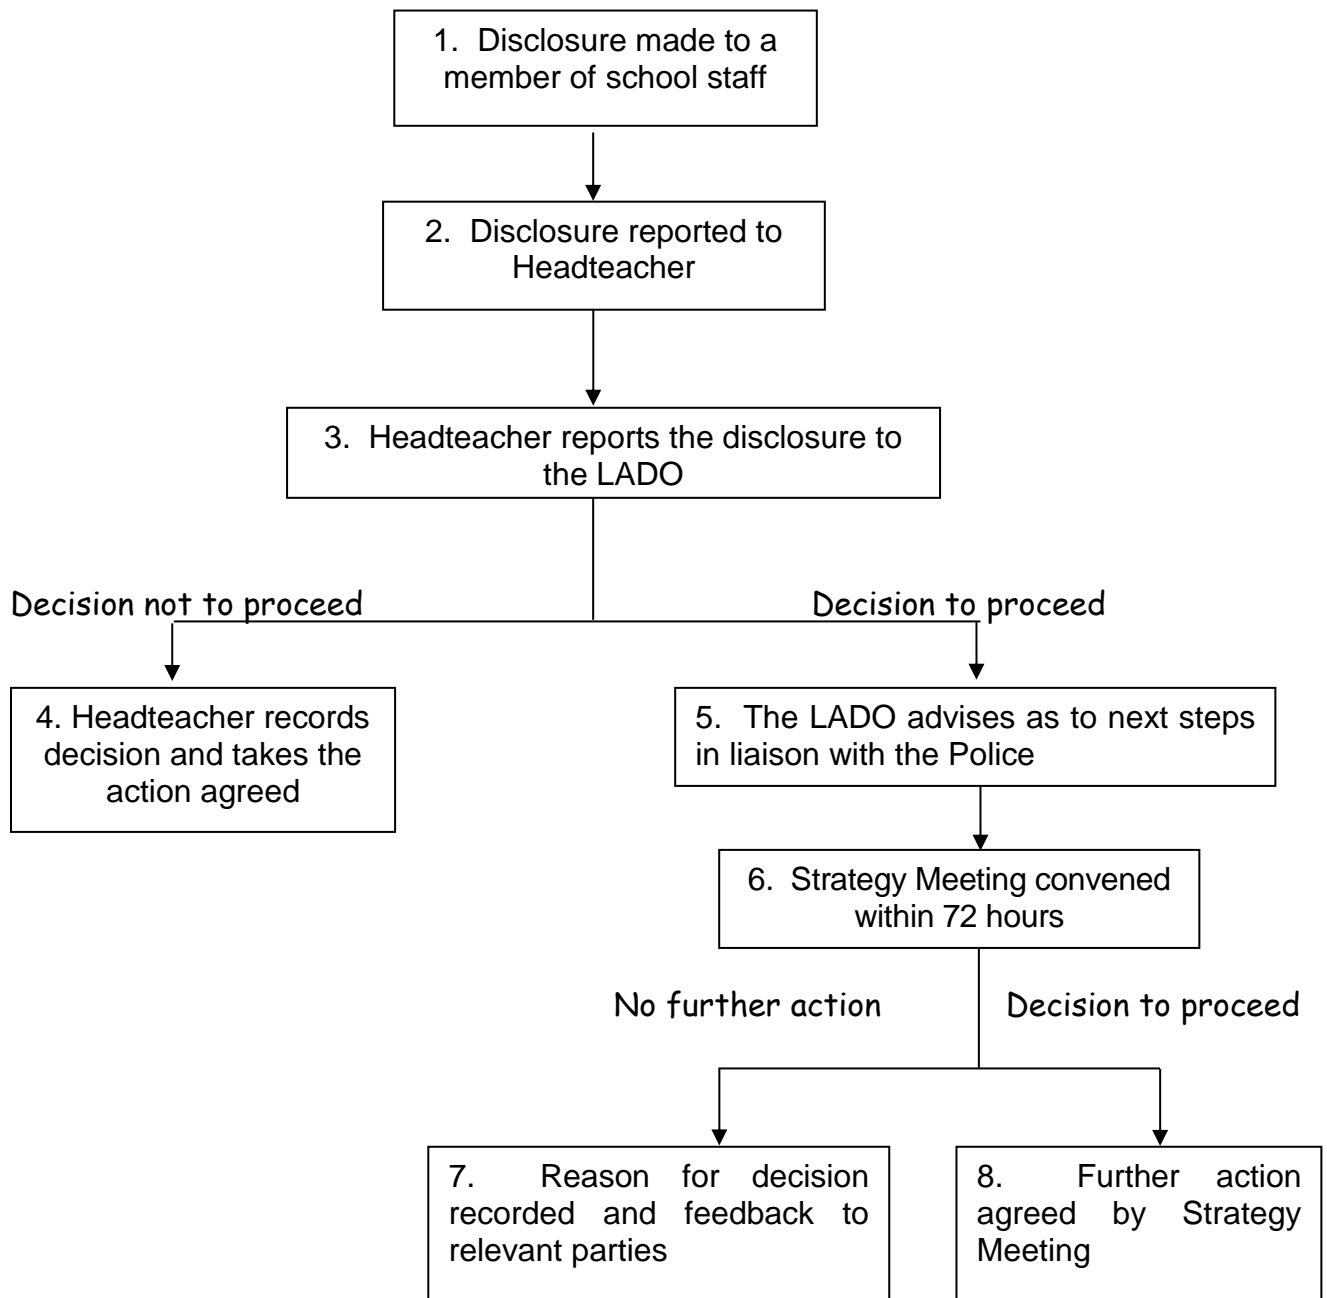 1. Disclosure made to a
member of school staff
2. Disclosure reported to
Headteacher
3. Headteacher reports the disclosure to
the LADO
Decision not to proceed
Decision to proceed
4. Headteacher records
decision and takes the
action agreed
5. The LADO advises as to next steps
in liaison with the Police
6. Strategy Meeting convened
within 72 hours
No further action
Decision to proceed
7. Reason for decision
recorded and feedback to
relevant parties
8. Further action
agreed by Strategy
Meeting